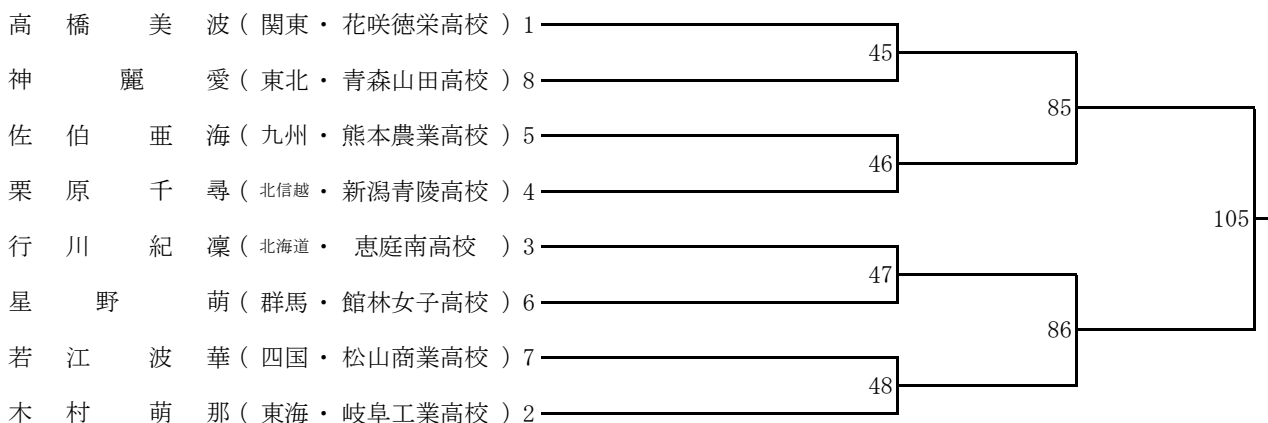 高橋 美波 ( 関東 ・ 花咲徳栄高校 ) 1
45
神 麗愛 ( 東北 ・ 青森山田高校 ) 8
85
佐伯 亜海 ( 九州 ・ 熊本農業高校 ) 5
46
栗原 千尋 ( 北信越 ・ 新潟青陵高校 ) 4
105
行川 紀凜 ( 北海道 ・ 恵庭南高校 ) 3
47
星野 萌 ( 群馬 ・ 館林女子高校 ) 6
86
若江 波華 ( 四国 ・ 松山商業高校 ) 7
48
木村 萌那 ( 東海 ・ 岐阜工業高校 ) 2